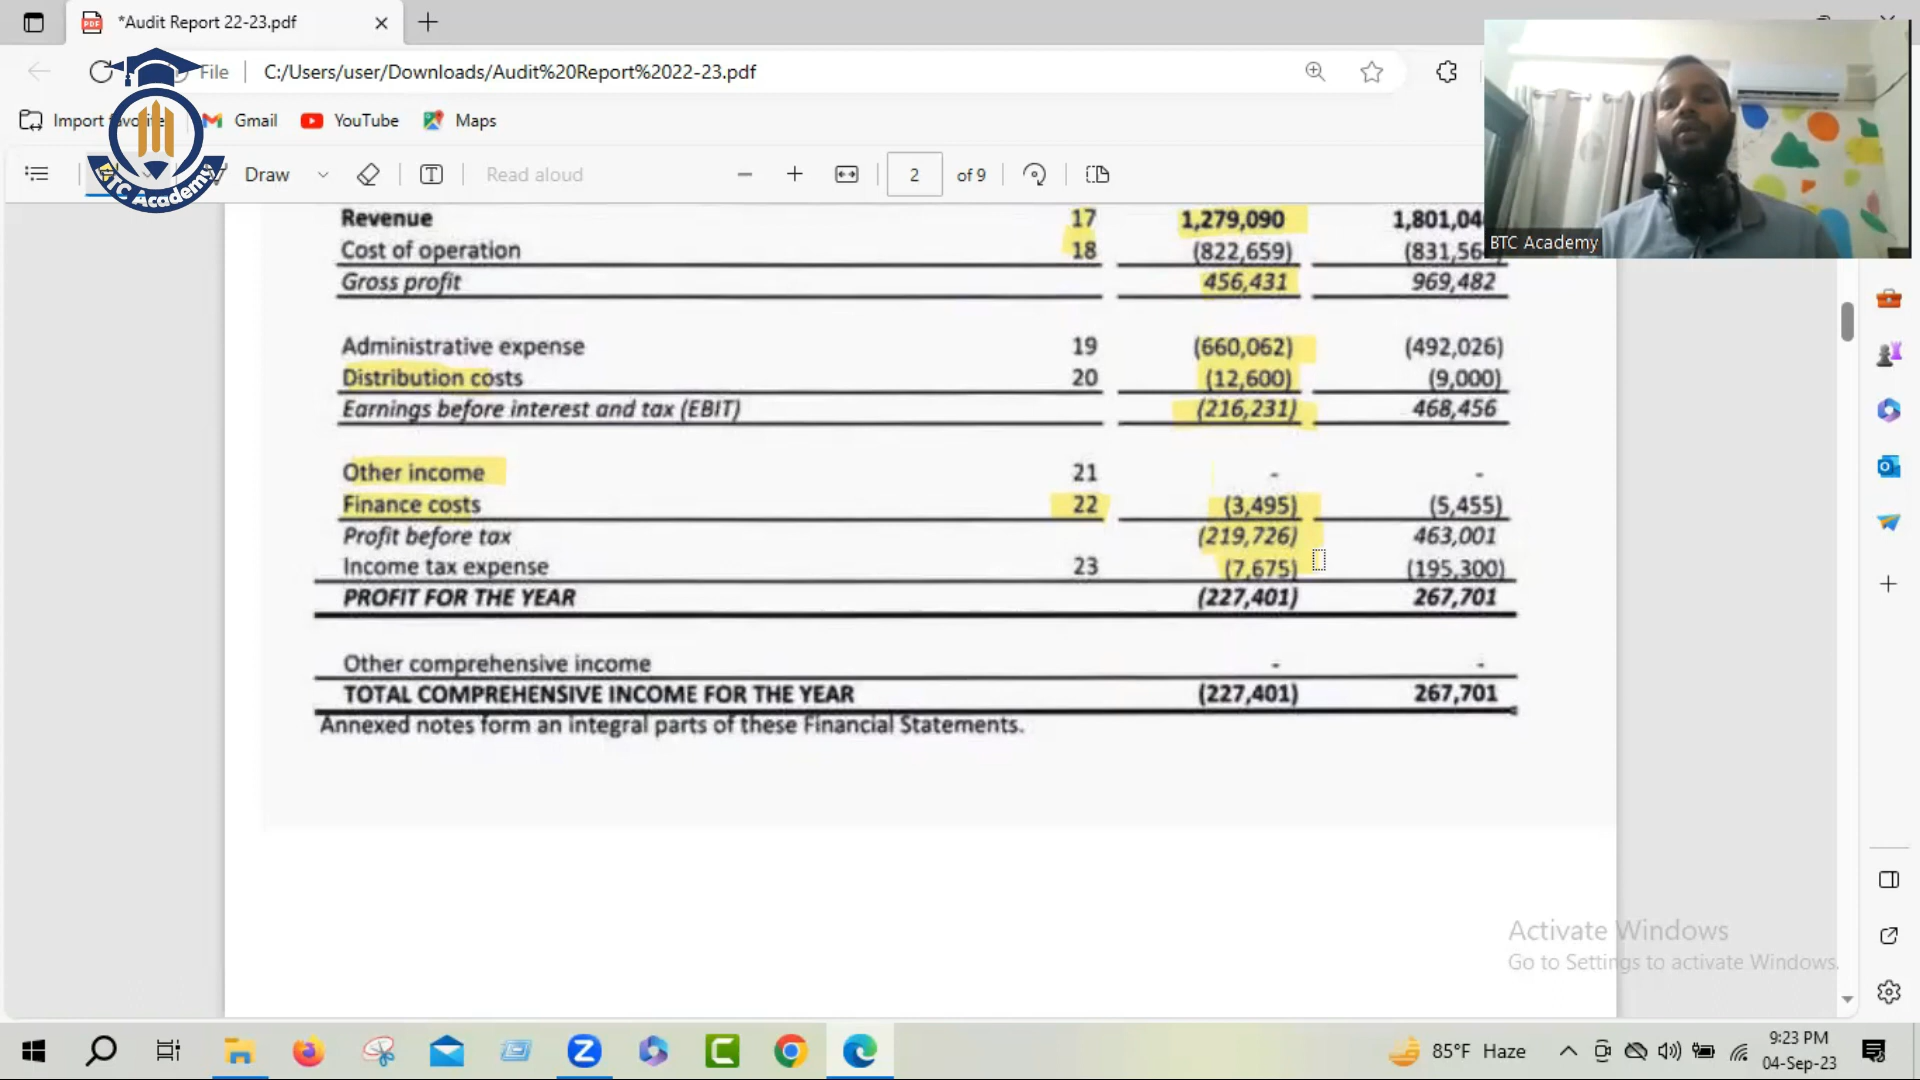 *Audit Report 22-23.pdf
File C:/Users/user/Downloads/Audit%20Report%2022-23.pdf
Import favorites Gmail YouTube Maps
BTC Academy
Draw Read aloud 2 of 9
BTC Academy
Revenue 17 1,279,090
Cost of operation 18 (822,659)
Gross profit 456,431 969,482
Administrative expense 19 (660,062) (492,026)
Distribution costs 20 (12,600) (9,000)
Earnings before interest and tax (EBIT) (216,231) 468,456
Other income 21 - -
Finance costs 22 (3,495) (5,455)
Profit before tax (219,726) 463,001
Income tax expense 23 (7,675) (195,300)
PROFIT FOR THE YEAR (227,401) 267,701
Other comprehensive income - -
TOTAL COMPREHENSIVE INCOME FOR THE YEAR (227,401) 267,701
Annexed notes form an integral parts of these Financial Statements.
Activate Windows
Go to Settings to activate Windows.
85°F Haze
9:23 PM
04-Sep-23